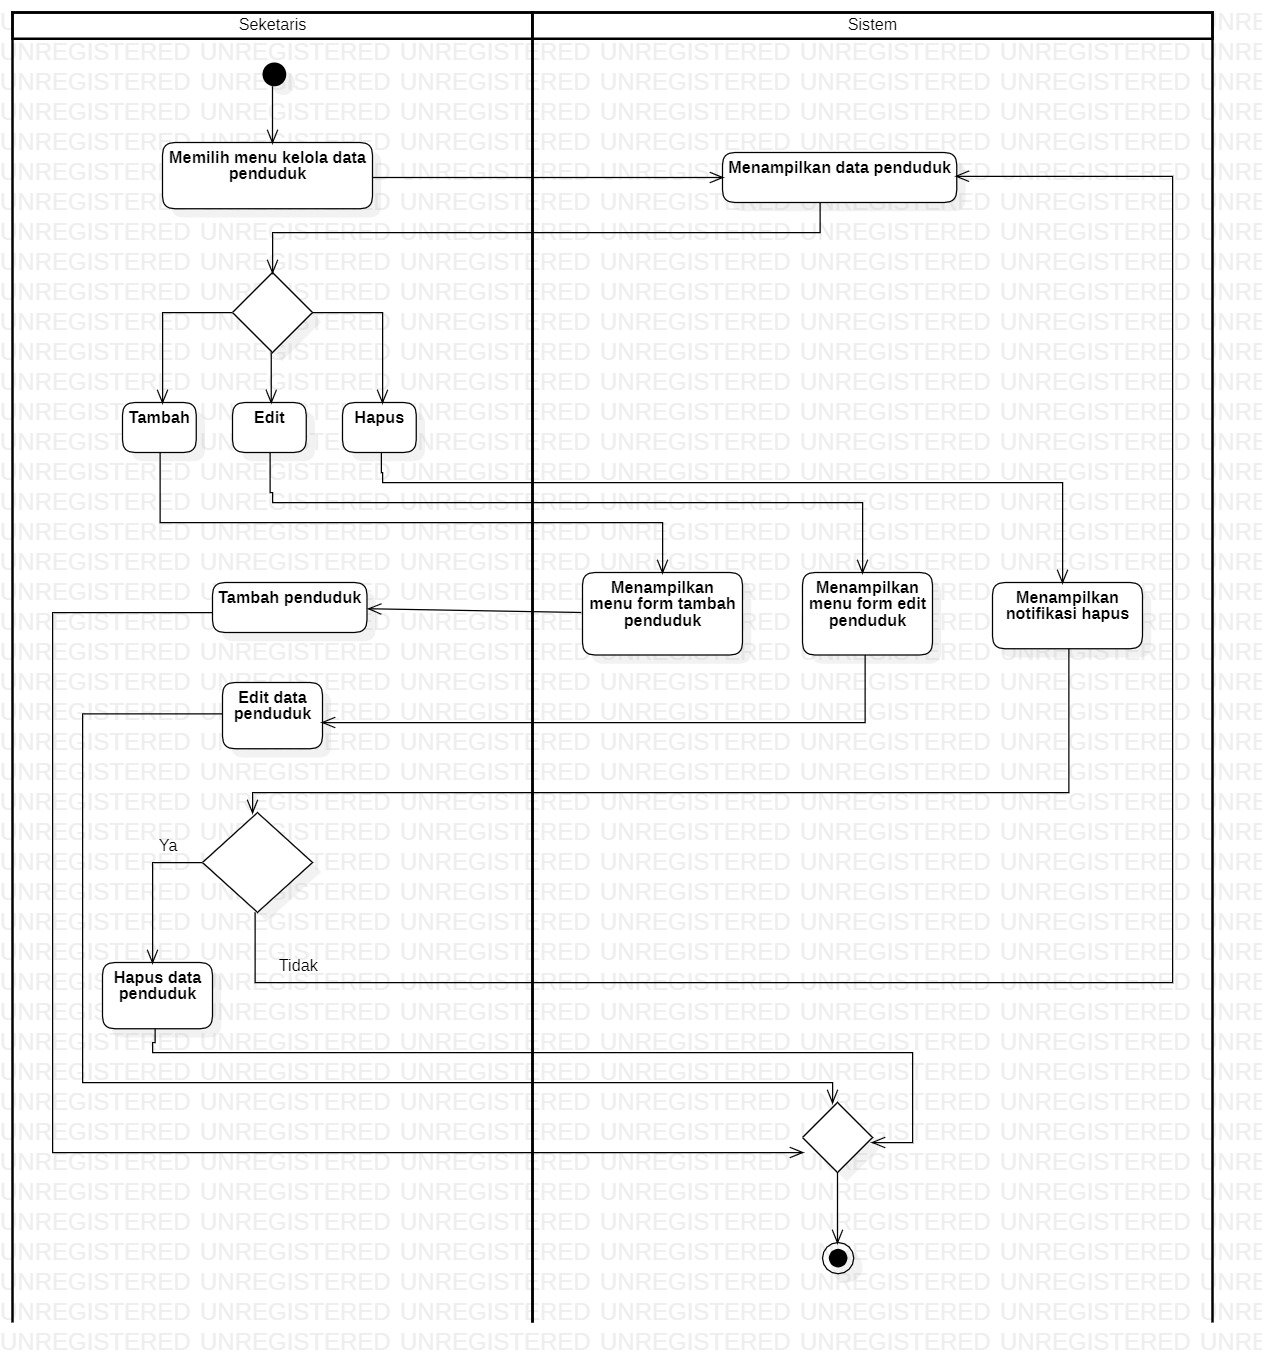 Seketaris
Sistem
Memilih menu kelola data
penduduk
Menampilkan data penduduk
Tambah
Edit
Hapus
Tambah penduduk
Menampilkan
menu form tambah
penduduk
Menampilkan
menu form edit
penduduk
Menampilkan
notifikasi hapus
Edit data
penduduk
Ya
Tidak
Hapus data
penduduk
UNREGISTERED